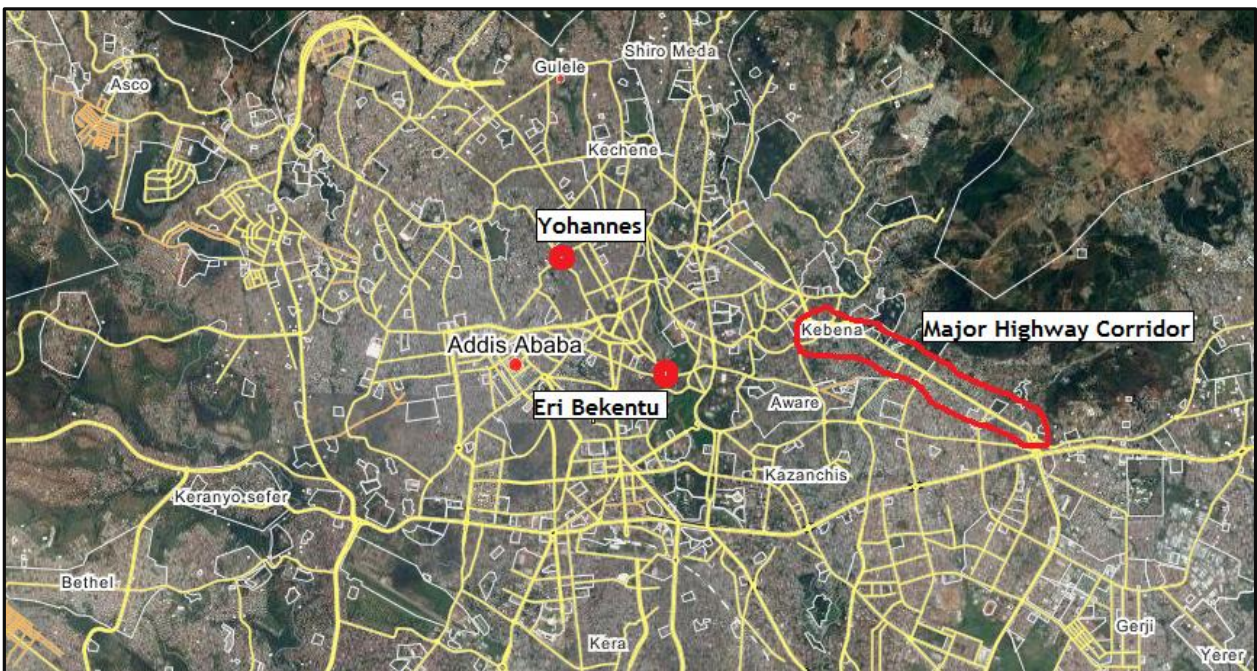 Shiro Meda
Gulele
Asco
Kechene
Yohannes
Kebena
Major Highway Corridor
Addis Ababa
Eri Bekentu
Aware
Kazanchis
Keranyo sefer
Bethel
Gerji
Kera
Yerer